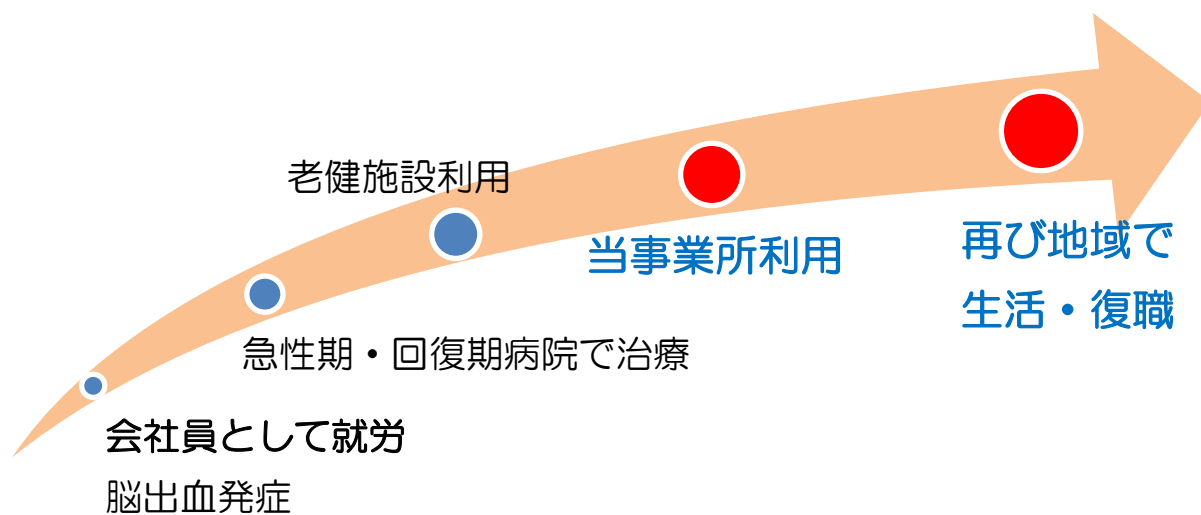 老健施設利用
当事業所利用
再び地域で
生活・復職
急性期・回復期病院で治療
会社員として就労
脳出血発症